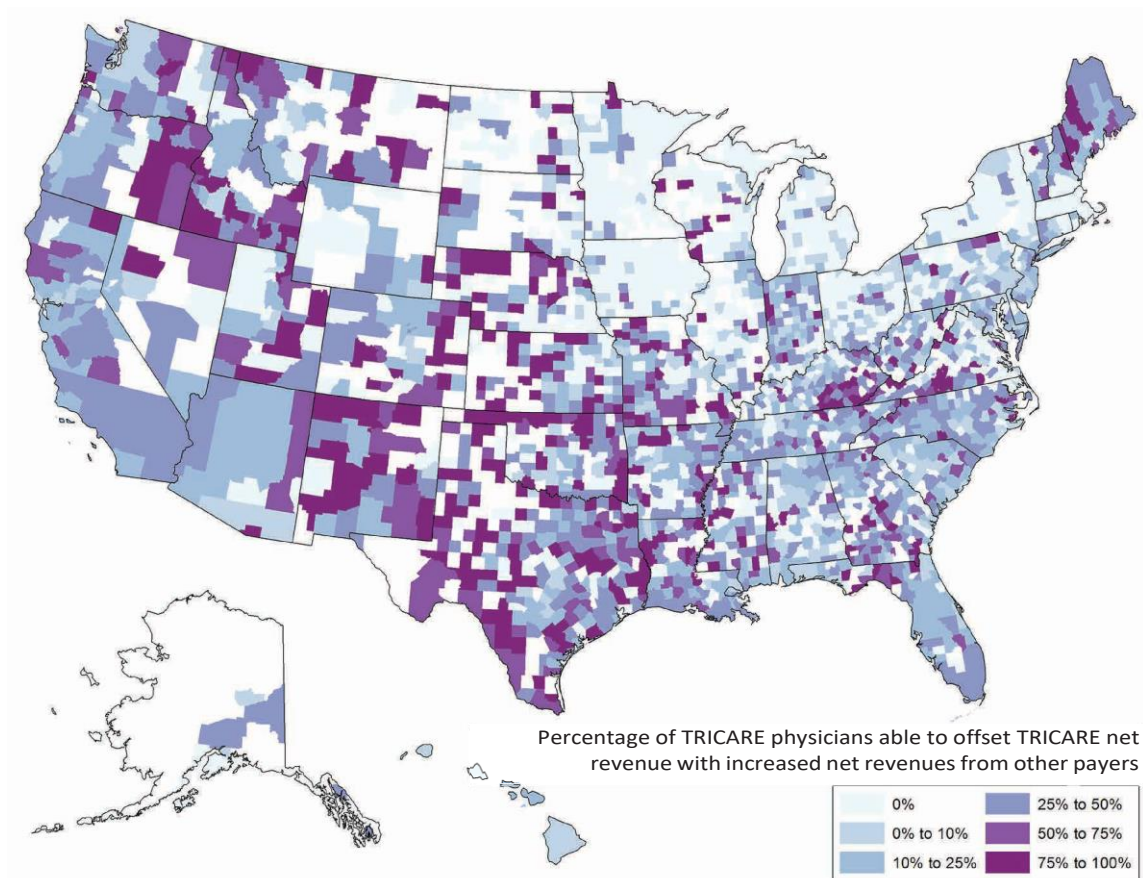 Percentage of TRICARE physicians able to offset TRICARE net
revenue with increased net revenues from other payers
0%
25% to 50%
0% to 10%
50% to 75%
10% to 25%
75% to 100%